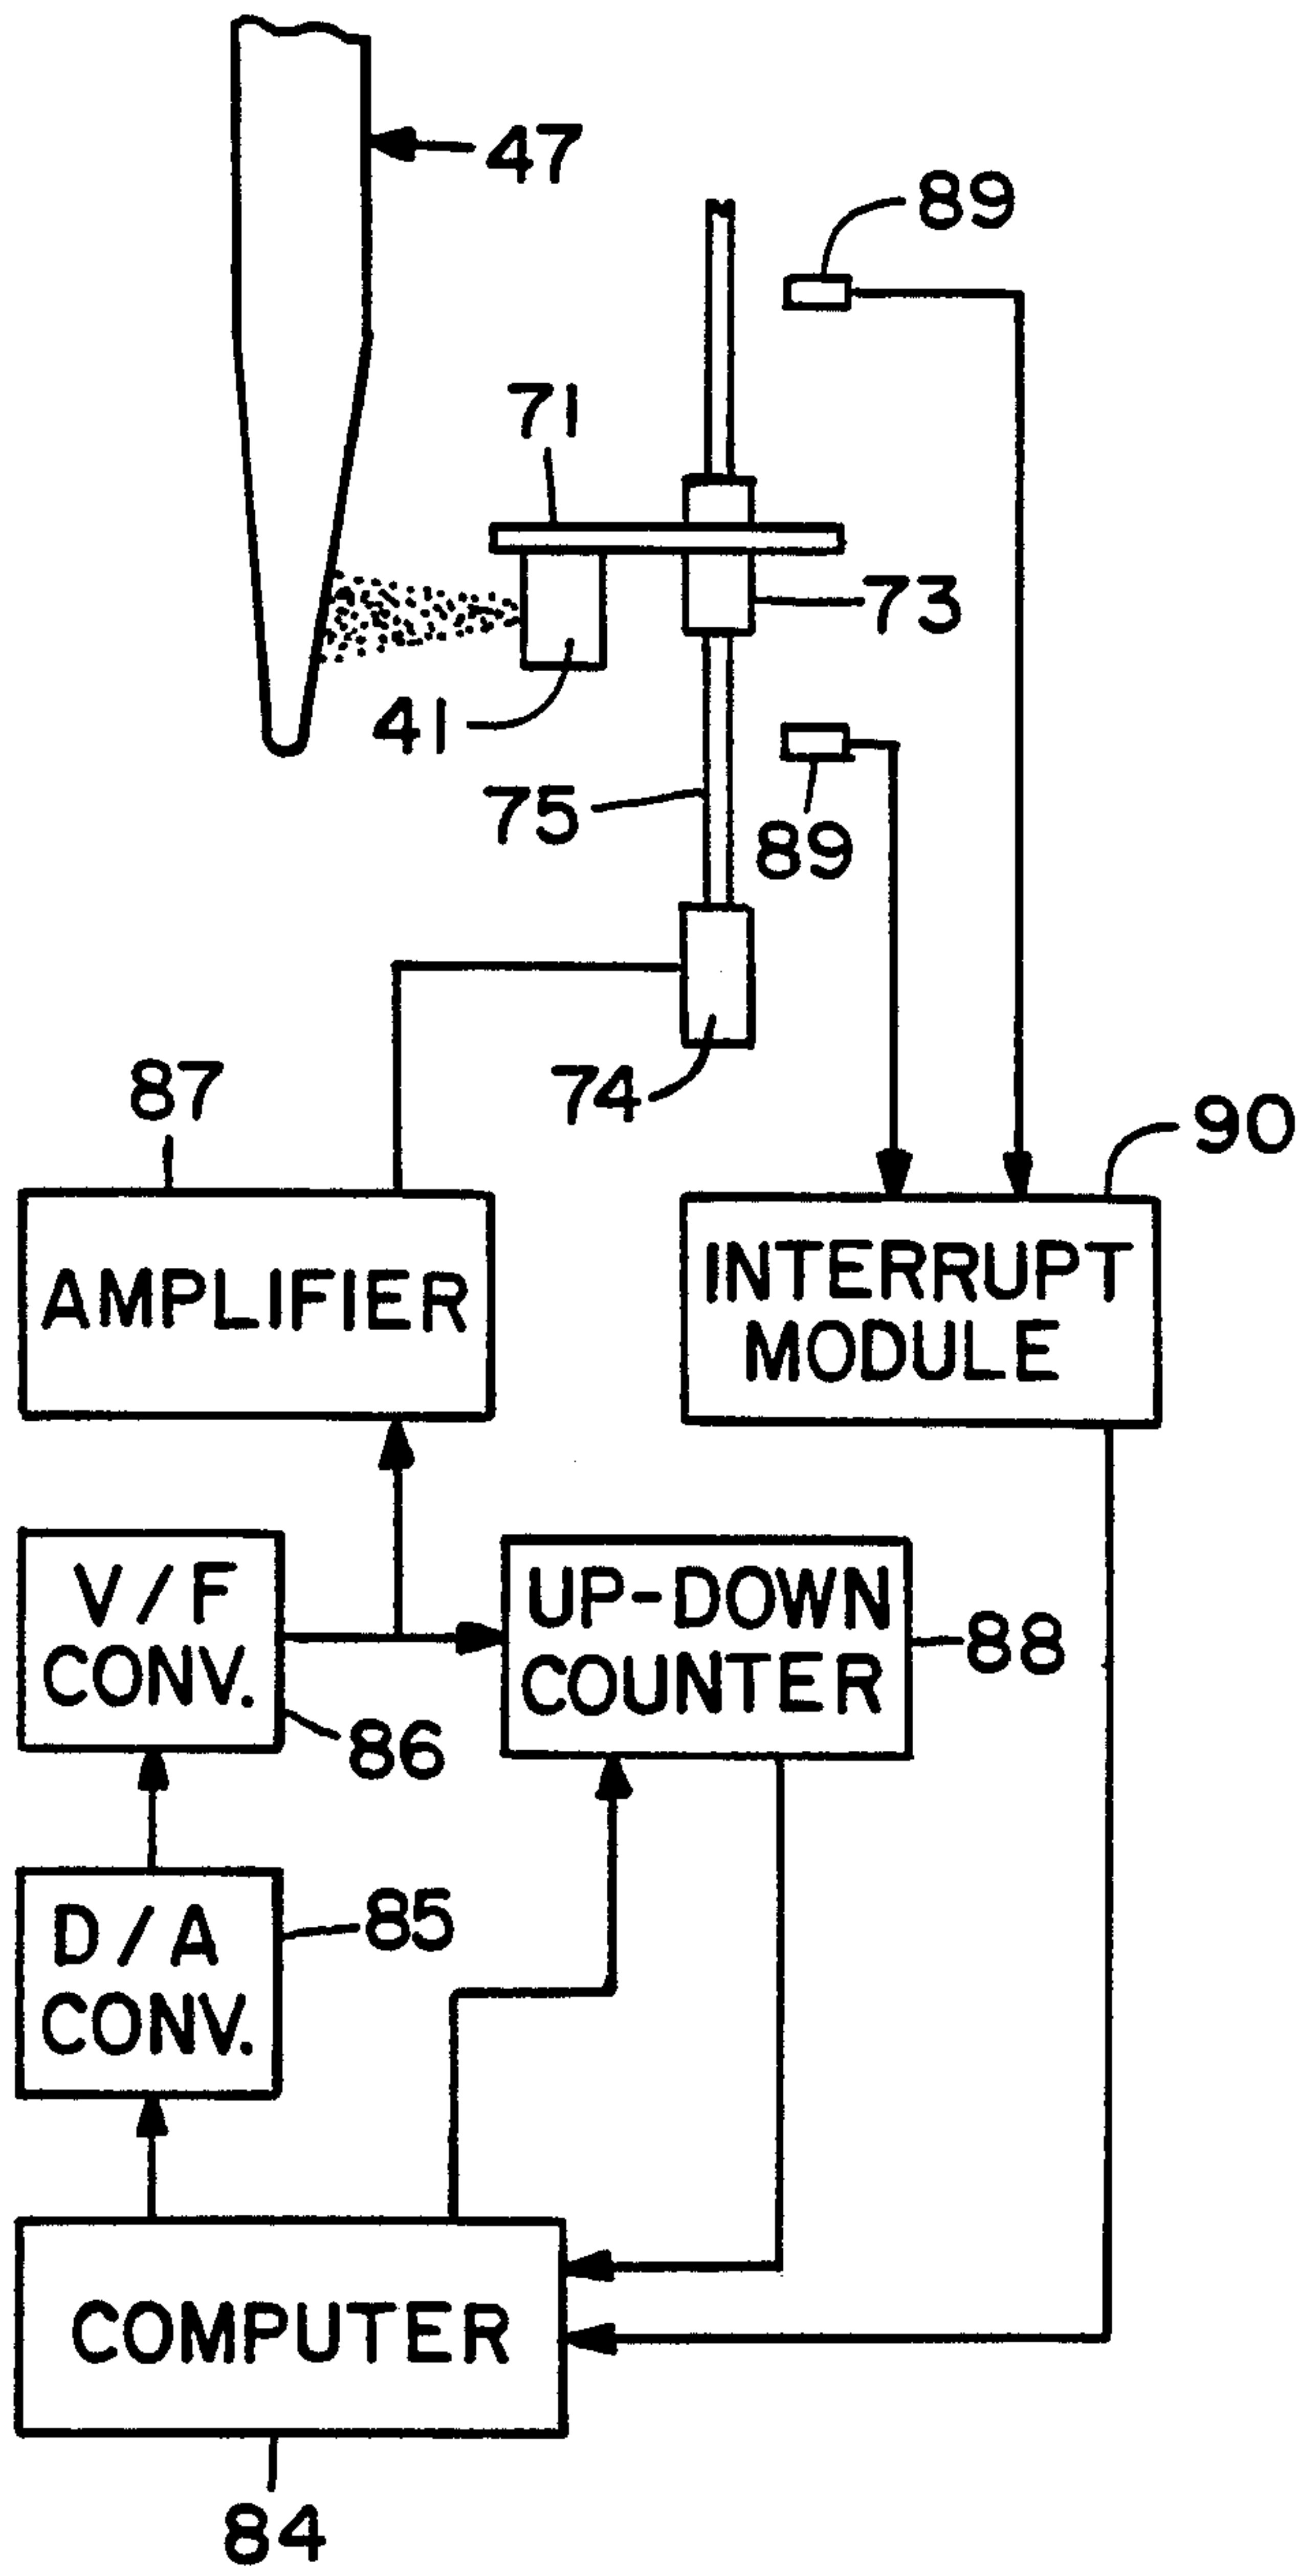 47
89
71
73
41
75
89
74
87
90
AMPLIFIER
INTERRUPT
MODULE
V/F
CONV.
86
UP-DOWN
COUNTER
88
D/A
CONV.
85
COMPUTER
84